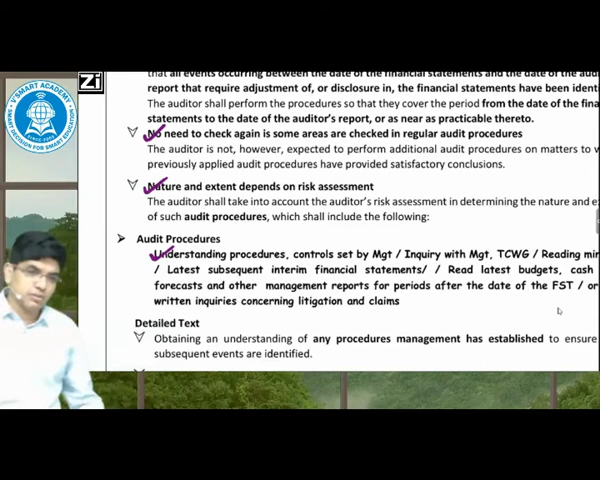 V'SMART ACADEMY
SINCE-2001
SMART DECISION FOR SMART EDUCATION
Zi
that all events occurring between the date of the financial statements and the date of the aud
report that require adjustment of, or disclosure in, the financial statements have been identi
The auditor shall perform the procedures so that they cover the period from the date of the finan
statements to the date of the auditor's report, or as near as practicable thereto.
No need to check again is some areas are checked in regular audit procedures
The auditor is not, however, expected to perform additional audit procedures on matters to w
previously applied audit procedures have provided satisfactory conclusions.
Nature and extent depends on risk assessment
The auditor shall take into account the auditor's risk assessment in determining the nature and e
of such audit procedures, which shall include the following:
Audit Procedures
Understanding procedures, controls set by Mgt / Inquiry with Mgt, TCWG / Reading min
/ Latest subsequent interim financial statements/ / Read latest budgets, cash
forecasts and other management reports for periods after the date of the FST / or
written inquiries concerning litigation and claims
Detailed Text
Obtaining an understanding of any procedures management has established to ensure
subsequent events are identified.